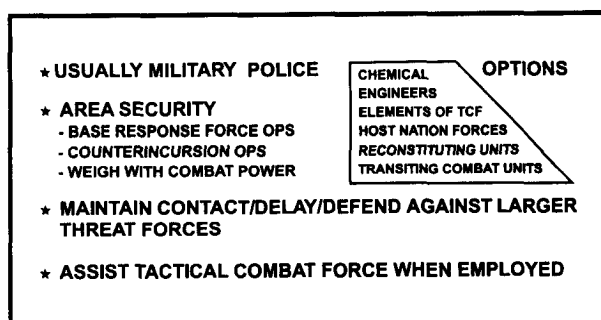 ★ USUALLY MILITARY POLICE
★ AREA SECURITY
- BASE RESPONSE FORCE OPS
- COUNTERINCURSION OPS
- WEIGH WITH COMBAT POWER
OPTIONS
CHEMICAL
ENGINEERS
ELEMENTS OF TCF
HOST NATION FORCES
RECONSTITUTING UNITS
TRANSITING COMBAT UNITS
★ MAINTAIN CONTACT/DELAY/DEFEND AGAINST LARGER
THREAT FORCES
★ ASSIST TACTICAL COMBAT FORCE WHEN EMPLOYED